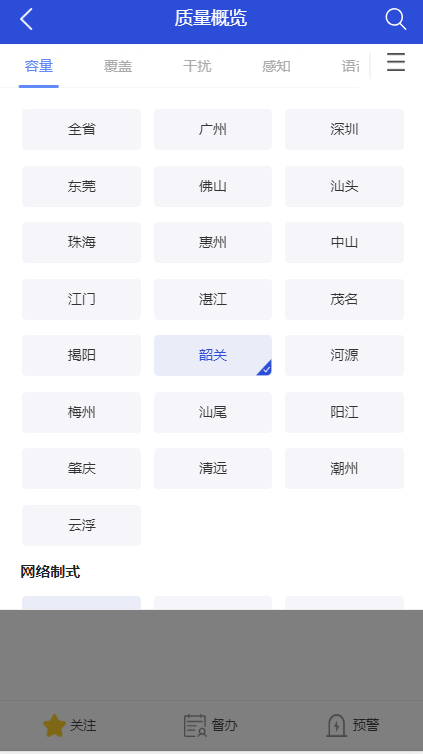 质量概览
容量 覆盖 干扰 感知 语音
全省 广州 深圳
东莞 佛山 汕头
珠海 惠州 中山
江门 湛江 茂名
揭阳 韶关 河源
梅州 汕尾 阳江
肇庆 清远 潮州
云浮
网络制式
关注 督办 预警